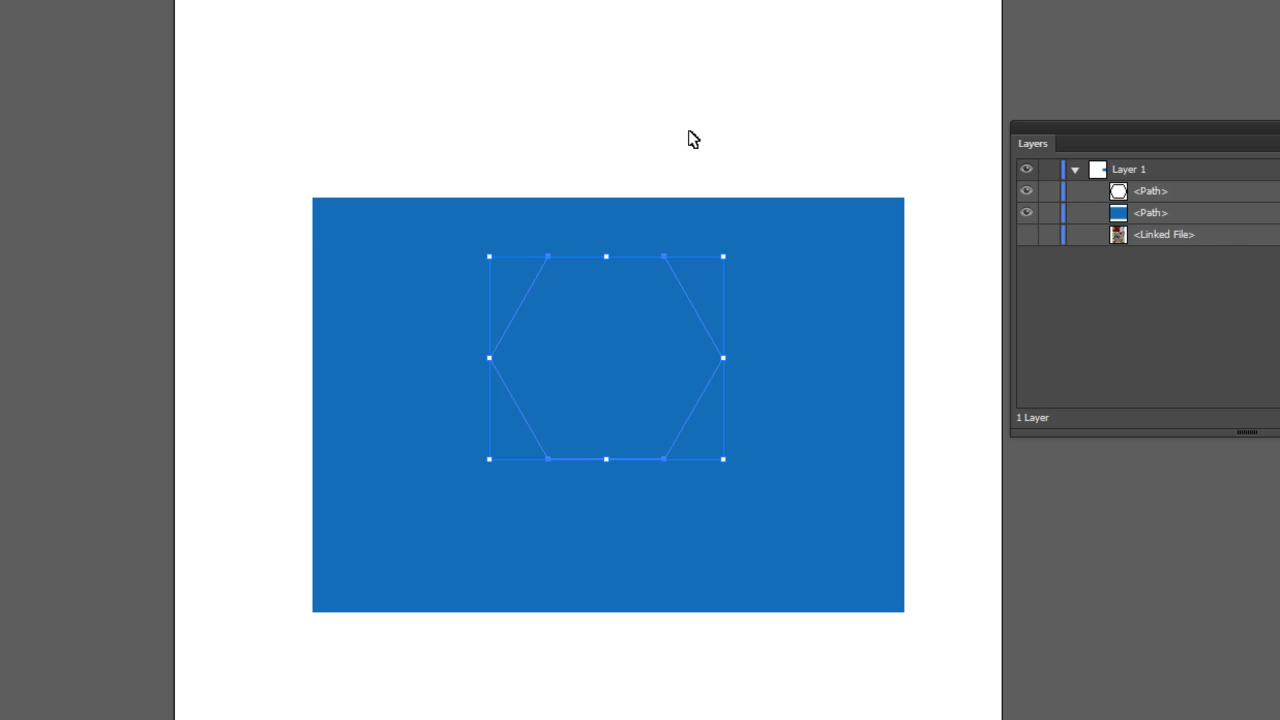 Layers
Layer 1
<Path>
<Path>
<Linked File>
1 Layer